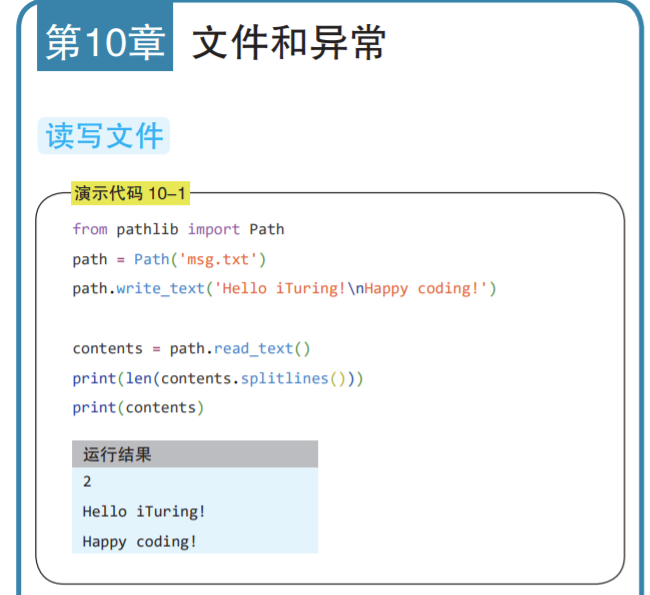 第10章 文件和异常
读写文件
演示代码 10–1
from pathlib import Path
path = Path('msg.txt')
path.write_text('Hello iTuring!\nHappy coding!')
contents = path.read_text()
print(len(contents.splitlines()))
print(contents)
运行结果
2
Hello iTuring!
Happy coding!